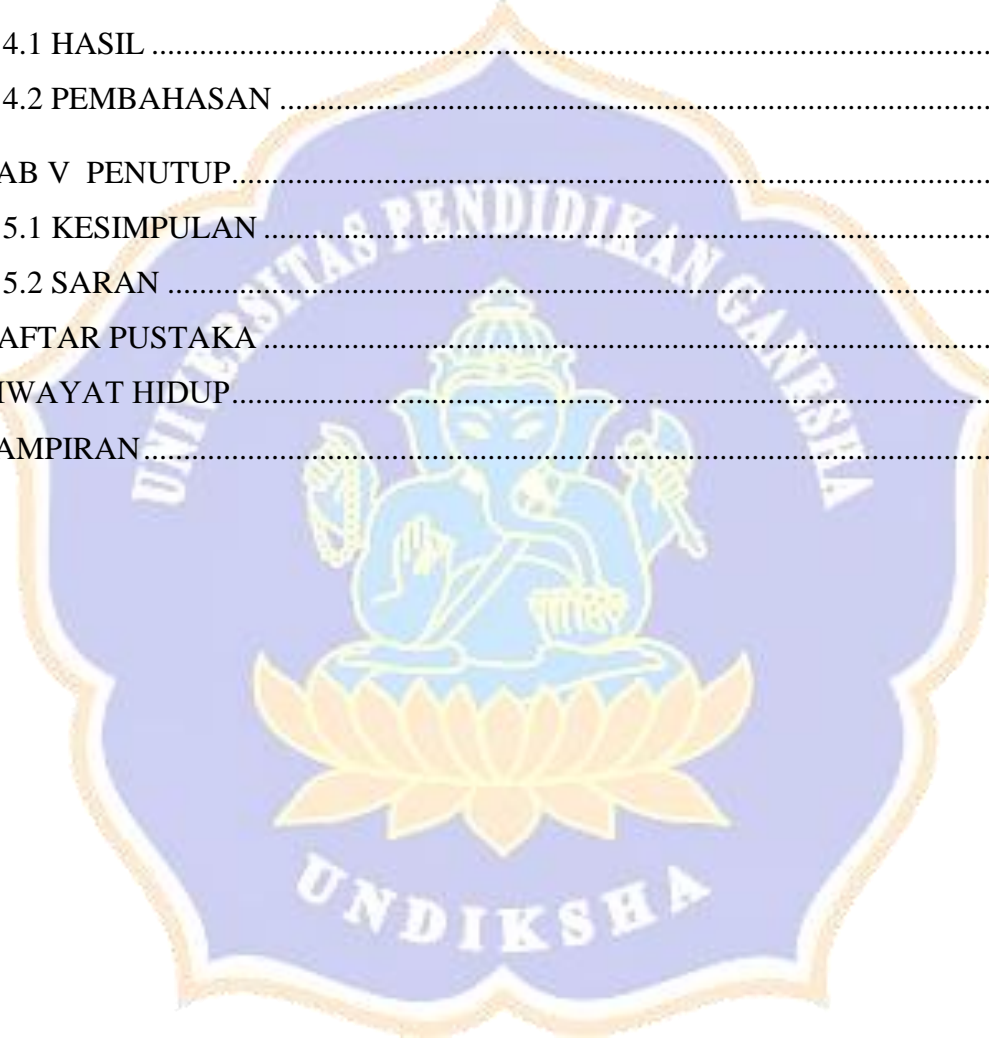 4.1 HASIL ....................................................................................................
4.2 PEMBAHASAN ....................................................................................
AB V  PENUTUP..........................................................................................
5.1 KESIMPULAN ......................................................................................
5.2 SARAN .................................................................................................
AFTAR PUSTAKA ......................................................................................
IWAYAT HIDUP..........................................................................................
AMPIRAN...................................................................................................
UNIVERSITAS PENDIDIKAN GANESHA
UNDIKSHA